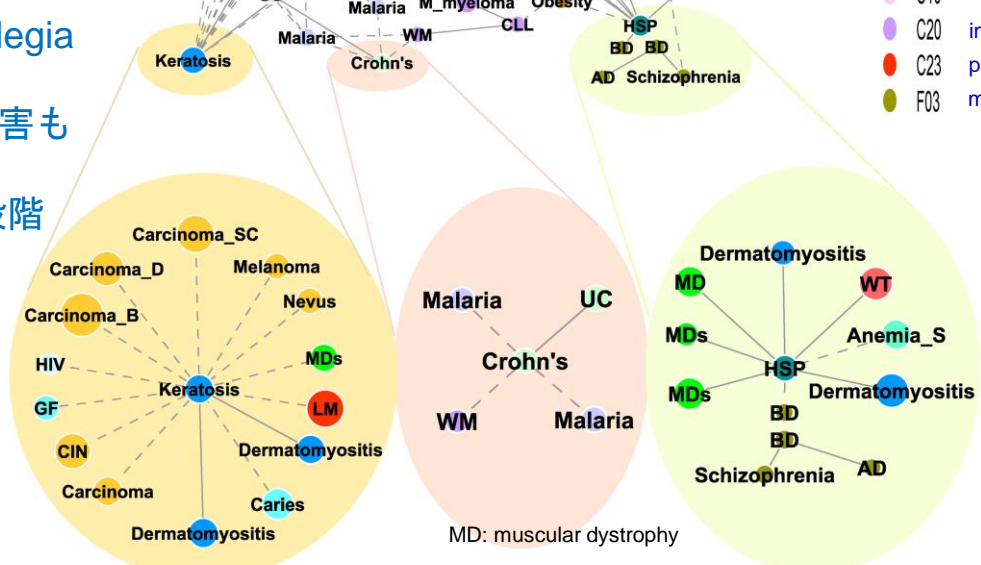 Malaria
M_myeloma
Obesity
CLL
Malaria
WM
HSP
BD BD
Keratosis
Crohn's
AD
Schizophrenia
C20
in
C23
p
F03
m
legia
害も
階
Carcinoma_SC
Carcinoma_D
Melanoma
Nevus
Carcinoma_B
HIV
MDs
Keratosis
GF
LM
CIN
Dermatomyositis
Carcinoma
Caries
Dermatomyositis
Malaria
UC
Crohn's
WM
Malaria
Dermatomyositis
MD
WT
MDs
Anemia_S
HSP
MDs
Dermatomyositis
BD
BD
Schizophrenia
AD
MD: muscular dystrophy